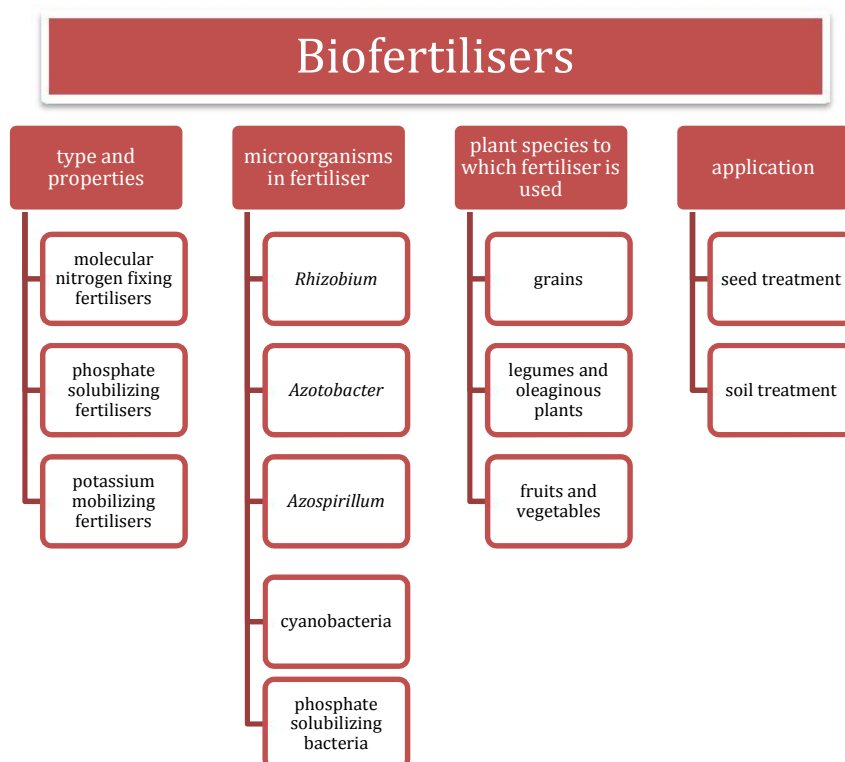 Biofertilisers
type and
properties
molecular
nitrogen fixing
fertilisers
phosphate
solubilizing
fertilisers
potassium
mobilizing
fertilisers
microorganisms
in fertiliser
Rhizobium
Azotobacter
Azospirillum
cyanobacteria
phosphate
solubilizing
bacteria
plant species to
which fertiliser is
used
grains
legumes and
oleaginous
plants
fruits and
vegetables
application
seed treatment
soil treatment